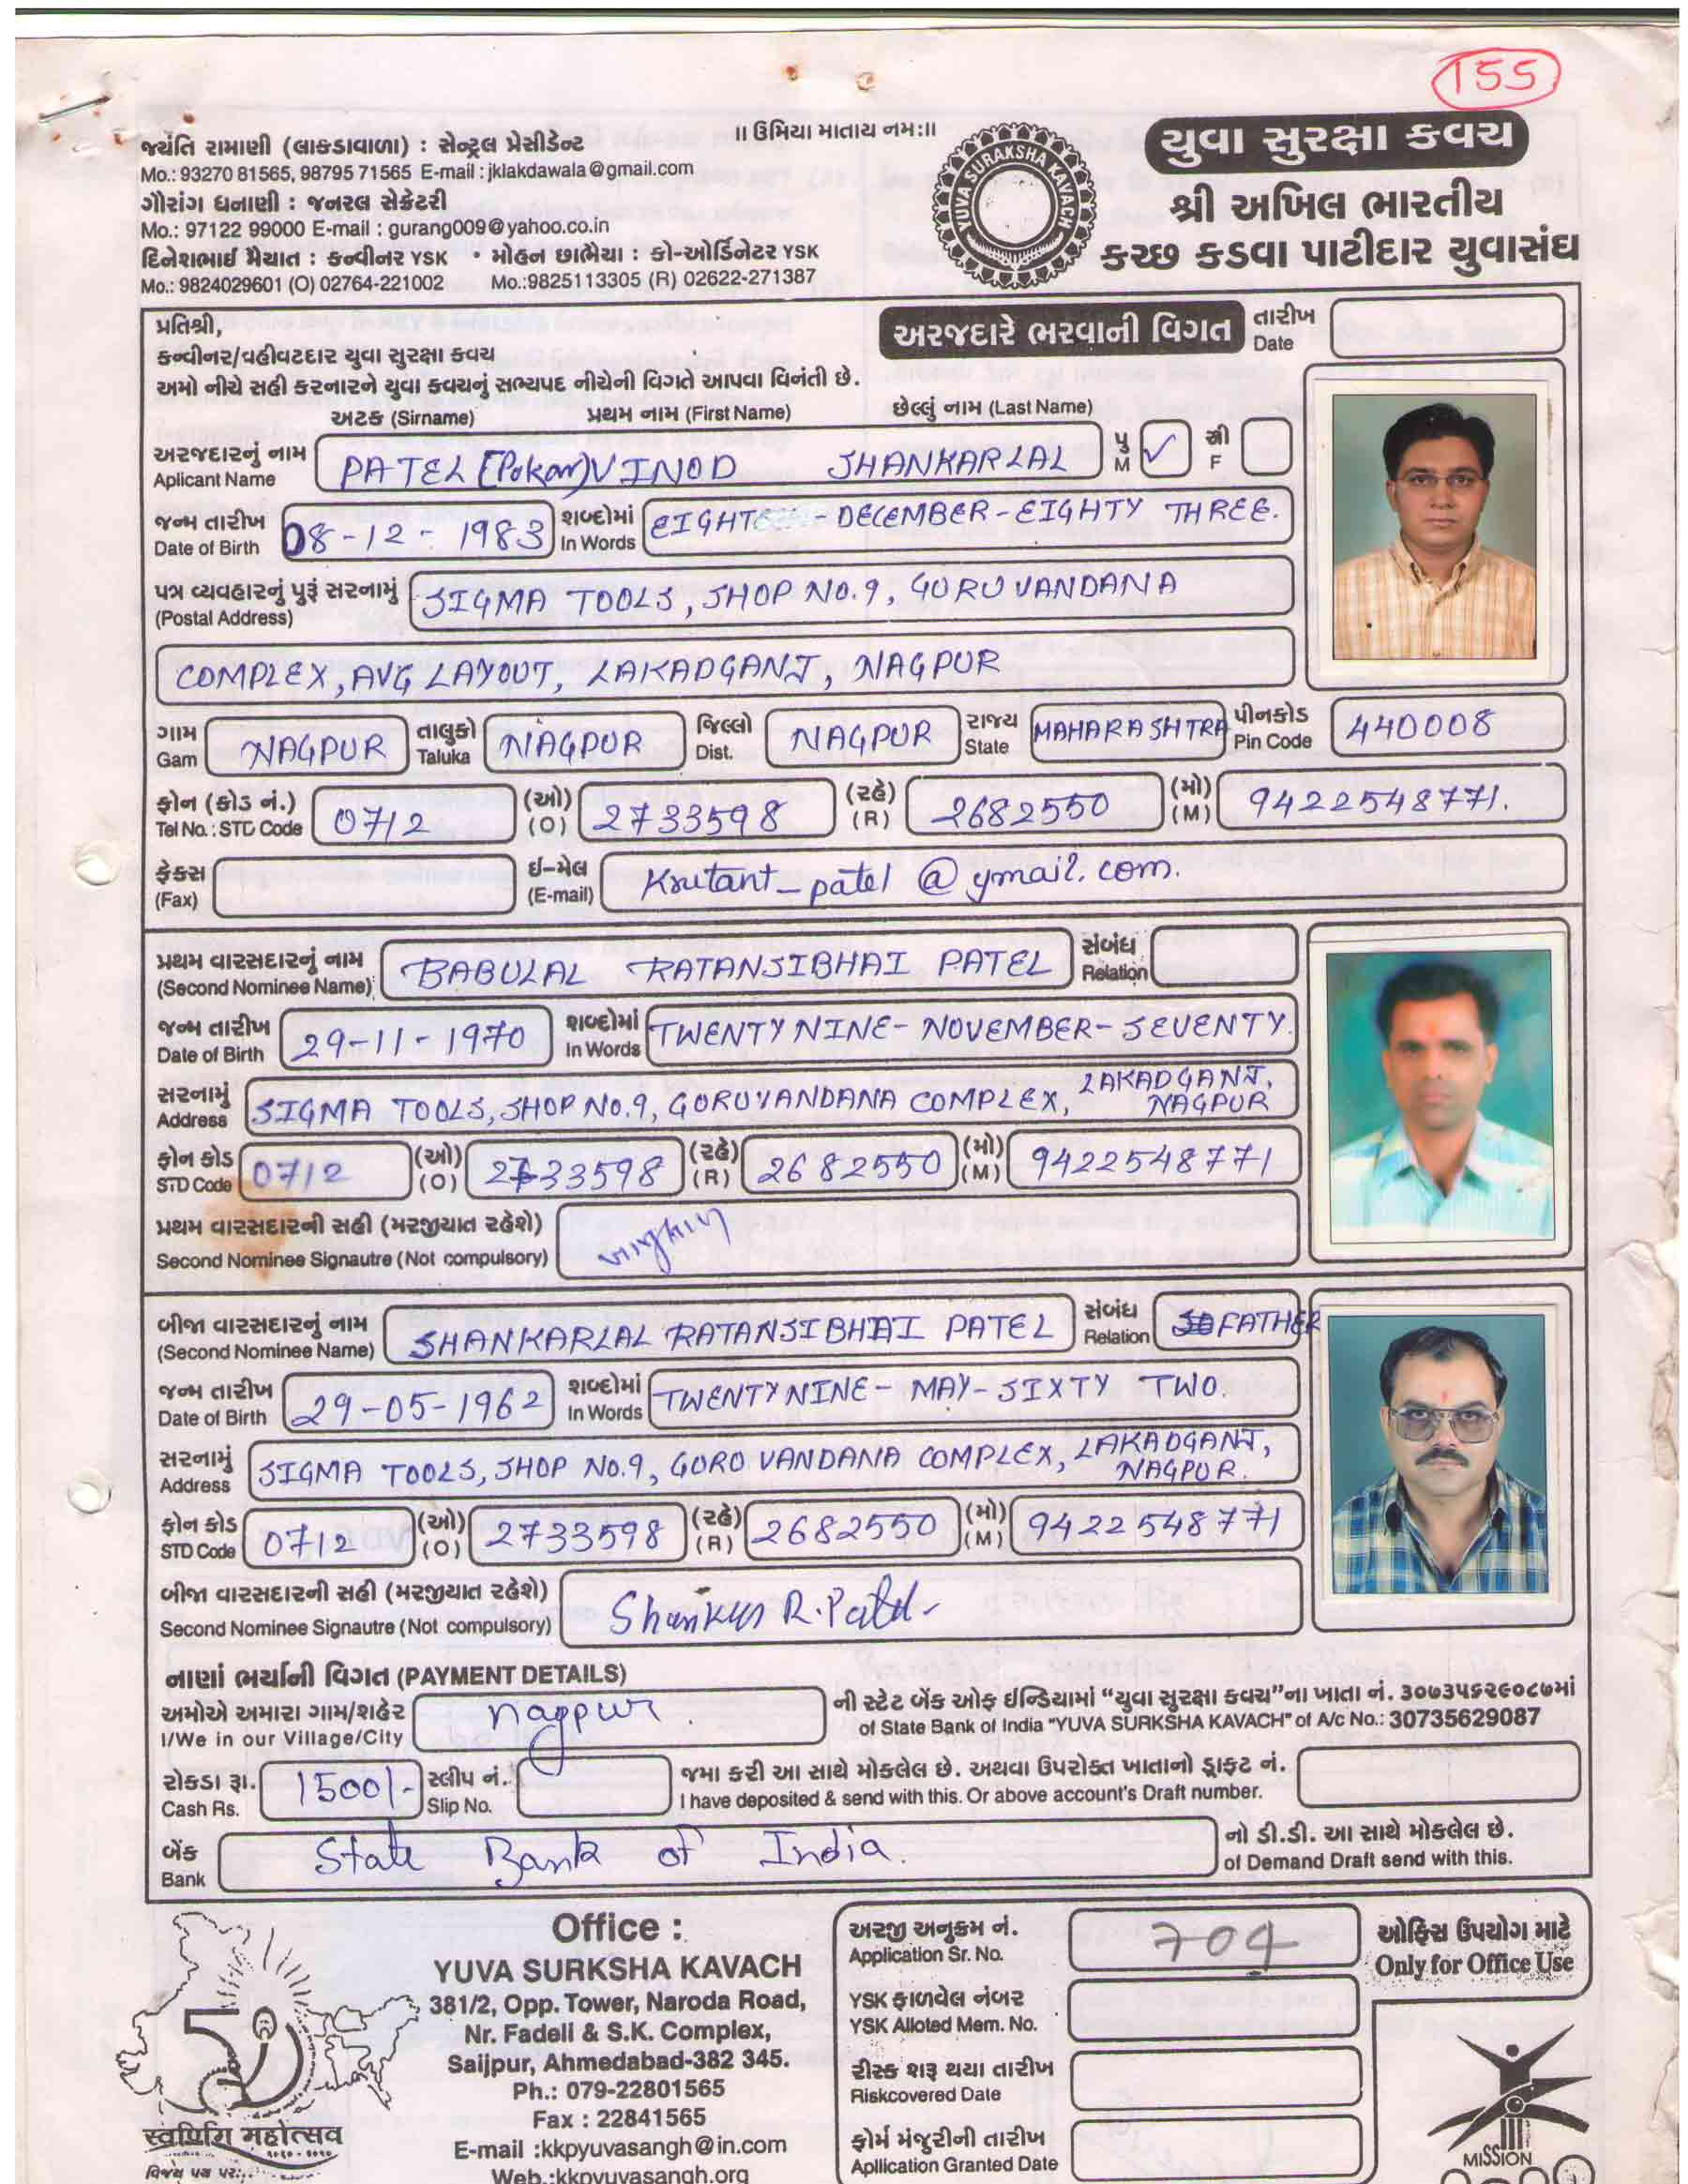 155
॥ ઉમિયા માતાય નમઃ॥
જ્યંતિ રામાણી (લાકડાવાળા) : સેન્ટ્રલ પ્રેસીડેન્ટ
Mo.: 93270 81565, 98795 71565 E-mail : jklakdawala@gmail.com
ગૌરાંગ ધનાણી : જનરલ સેક્રેટરી
Mo.: 97122 99000 E-mail : gurang009@yahoo.co.in
દિનેશભાઈ મૈયાત : કન્વીનર YSK • મોહન છાભૈયા : કો-ઓર્ડિનેટર YSK
Mo.: 9824029601 (O) 02764-221002 Mo.:9825113305 (R) 02622-271387
YUVA SURAKSHA KAVACH
યુવા સુરક્ષા કવચ
શ્રી અખિલ ભારતીય
કચ્છ કડવા પાટીદાર યુવાસંઘ
પ્રતિશ્રી,
કન્વીનર/વહીવટદાર યુવા સુરક્ષા કવચ
અમો નીચે સહી કરનારને યુવા કવચનું સભ્યપદ નીચેની વિગતે આપવા વિનંતી છે.
અરજદારે ભરવાની વિગત તારીખ Date
અટક (Sirname) પ્રથમ નામ (First Name) છેલ્લું નામ (Last Name)
અરજદારનું નામ Aplicant Name PATEL (Pokar) VINOD SHANKARLAL પુ M ✓ સ્ત્રી F
જન્મ તારીખ Date of Birth 08-12-1983 શબ્દોમાં In Words EIGHT - DECEMBER - EIGHTY THREE.
પત્ર વ્યવહારનું પુરૂં સરનામું (Postal Address) SIGMA TOOLS, SHOP NO.9, GURU VANDANA
COMPLEX, AVG LAYOUT, LAKADGANJ, NAGPUR
ગામ Gam NAGPUR તાલુકો Taluka NAGPUR જિલ્લો Dist. NAGPUR રાજ્ય State MAHARASHTRA પીનકોડ Pin Code 440008
ફોન (કોડ નં.) Tel No.: STD Code 0712 (ઓ) (O) 2733598 (રહે) (R) 2682550 (મો) (M) 9422548771.
ફેક્સ (Fax) ઇ-મેલ (E-mail) Krutant_patel @ ymail.com.
પ્રથમ વારસદારનું નામ (Second Nominee Name) BABULAL RATANSIBHAI PATEL સંબંધ Relation
જન્મ તારીખ Date of Birth 29-11-1970 શબ્દોમાં In Words TWENTY NINE - NOVEMBER - SEVENTY.
સરનામું Address SIGMA TOOLS, SHOP NO.9, GORUVANDANA COMPLEX, LAKADGANJ, NAGPUR
ફોન કોડ STD Code 0712 (ઓ) (O) 2733598 (રહે) (R) 2682550 (મો) (M) 9422548771
પ્રથમ વારસદારની સહી (મરજીયાત રહેશે)
Second Nominee Signautre (Not compulsory)
બીજા વારસદારનું નામ (Second Nominee Name) SHANKARLAL RATANSIBHAI PATEL સંબંધ Relation FATHER
જન્મ તારીખ Date of Birth 29-05-1962 શબ્દોમાં In Words TWENTY NINE - MAY - SIXTY TWO.
સરનામું Address SIGMA TOOLS, SHOP NO.9, GORO VANDANA COMPLEX, LAKADGANJ, NAGPUR.
ફોન કોડ STD Code 0712 (ઓ) (O) 2733598 (રહે) (R) 2682550 (મો) (M) 9422548771
બીજા વારસદારની સહી (મરજીયાત રહેશે)
Second Nominee Signautre (Not compulsory) Shankar R. Patel
નાણાં ભર્યાની વિગત (PAYMENT DETAILS)
અમોએ અમારા ગામ/શહેર I/We in our Village/City nagpur ની સ્ટેટ બેંક ઓફ ઇન્ડિયામાં “યુવા સુરક્ષા કવચ”ના ખાતા નં. ૩૦૭૩૫૬૨૯૦૮૭માં
of State Bank of India "YUVA SURKSHA KAVACH" of A/c No.: 30735629087
રોકડા રૂા. Cash Rs. 1500/- સ્લીપ નં. Slip No. જમા કરી આ સાથે મોકલેલ છે. અથવા ઉપરોક્ત ખાતાનો ડ્રાફ્ટ નં.
I have deposited & send with this. Or above account's Draft number.
બેંક Bank State Bank of India. નો ડી.ડી. આ સાથે મોકલેલ છે.
of Demand Draft send with this.
સ્વર્ણિમ મહોત્સવ
Office :
YUVA SURKSHA KAVACH
381/2, Opp. Tower, Naroda Road,
Nr. Fadeli & S.K. Complex,
Saijpur, Ahmedabad-382 345.
Ph.: 079-22801565
Fax : 22841565
E-mail :kkpyuvasangh@in.com
Web.:kkpyuvasangh.org
અરજી અનુક્રમ નં. Application Sr. No. 704
YSK ફાળવેલ નંબર YSK Alloted Mem. No.
રીસ્ક શરૂ થયા તારીખ Riskcovered Date
ફોર્મ મંજુરીની તારીખ Apllication Granted Date
ઓફિસ ઉપયોગ માટે
Only for Office Use
MISSION